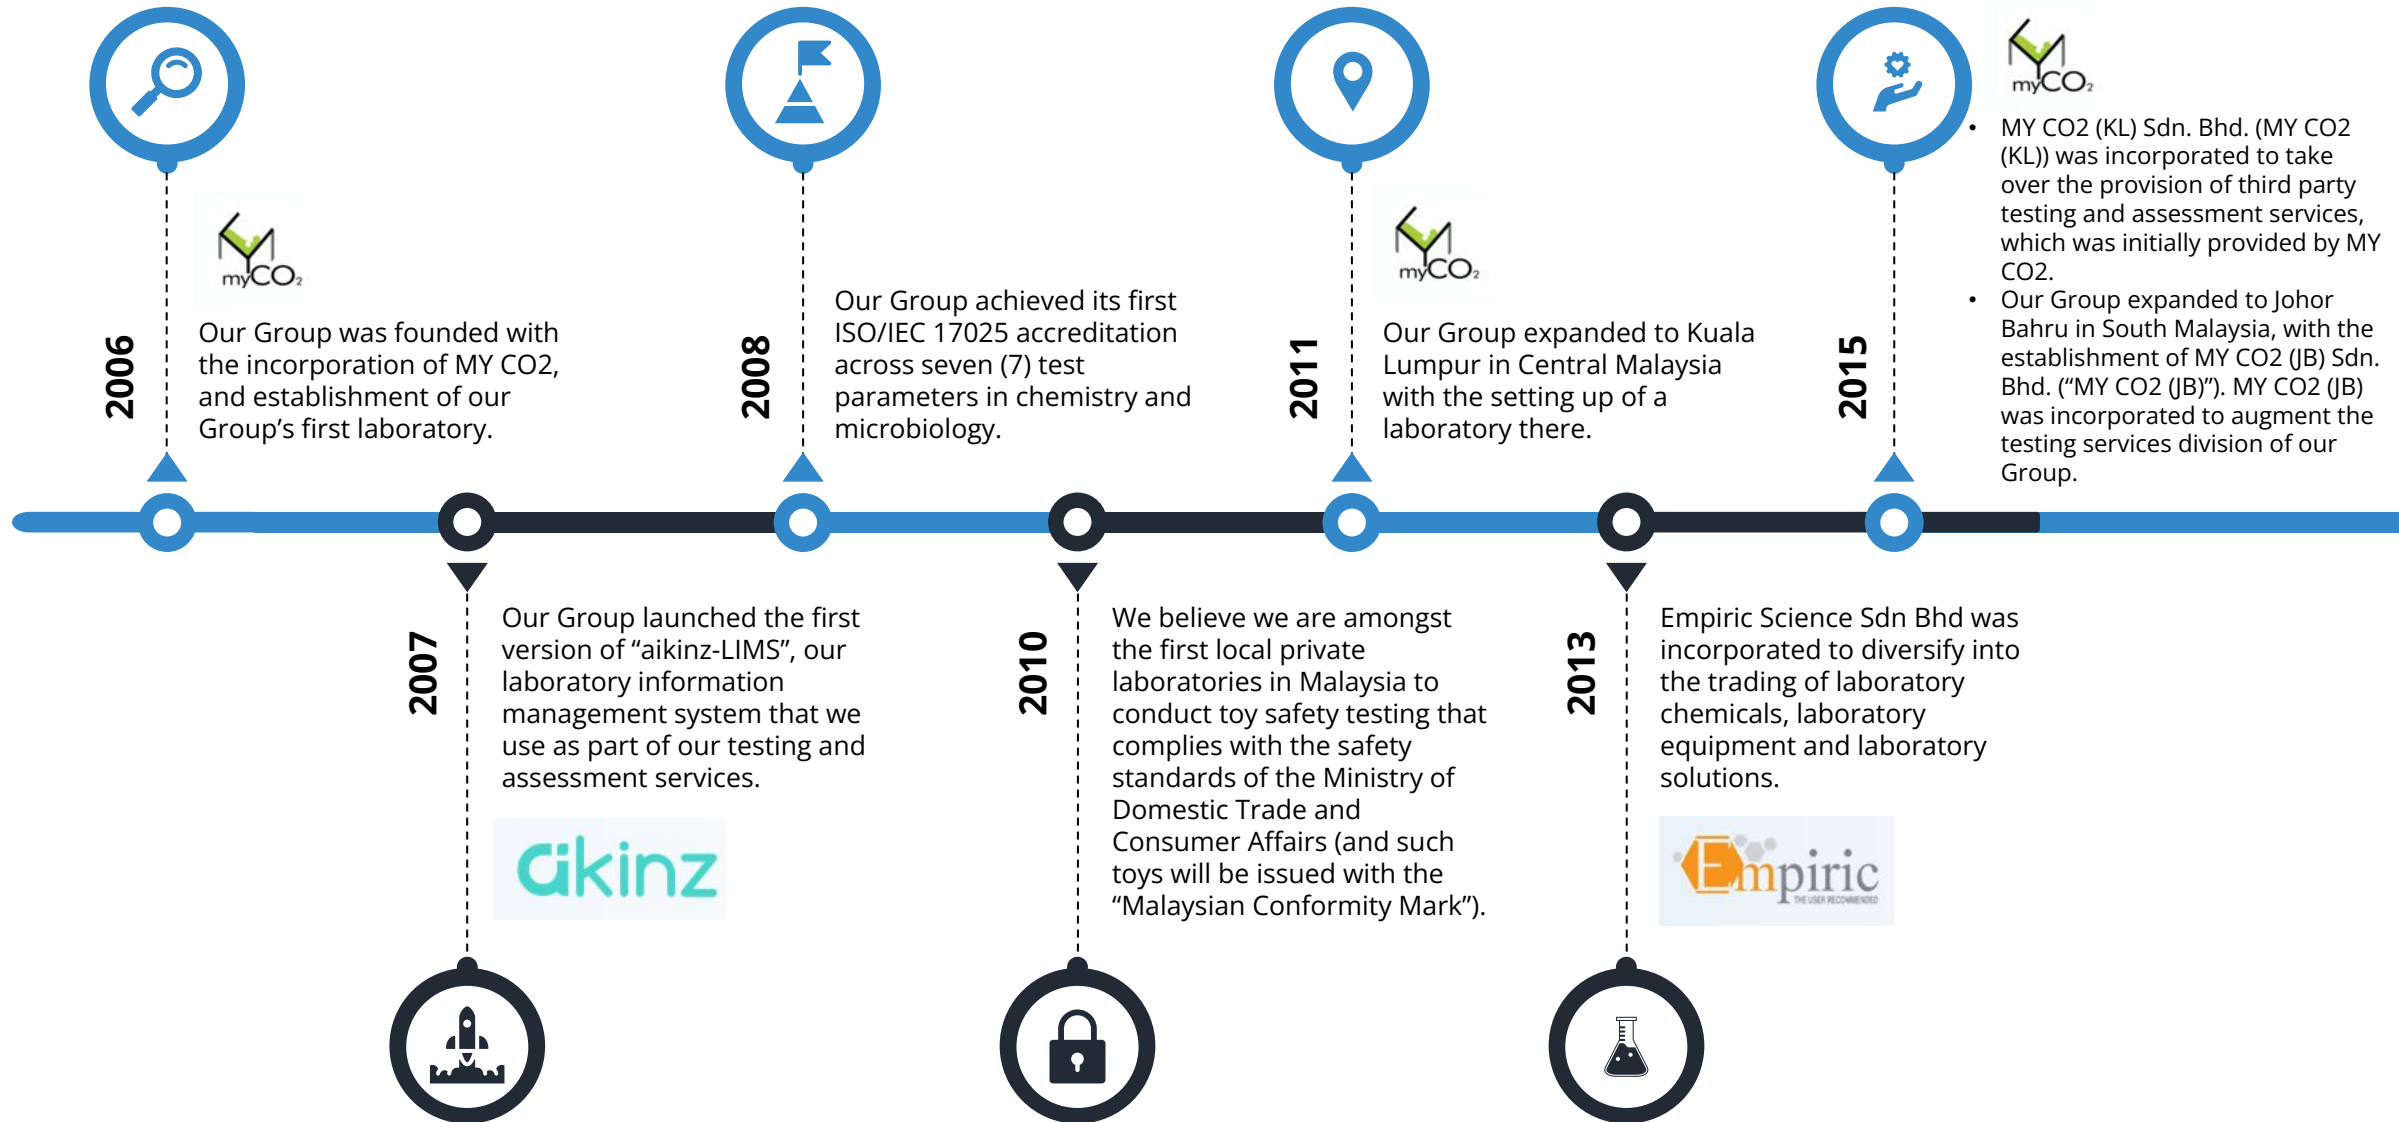 myCO₂
2006
Our Group was founded with
the incorporation of MY CO2,
and establishment of our
Group’s first laboratory.
2007
Our Group launched the first
version of “aikinz-LIMS”, our
laboratory information
management system that we
use as part of our testing and
assessment services.
aikinz
2008
Our Group achieved its first
ISO/IEC 17025 accreditation
across seven (7) test
parameters in chemistry and
microbiology.
2010
We believe we are amongst
the first local private
laboratories in Malaysia to
conduct toy safety testing that
complies with the safety
standards of the Ministry of
Domestic Trade and
Consumer Affairs (and such
toys will be issued with the
“Malaysian Conformity Mark”).
myCO₂
2011
Our Group expanded to Kuala
Lumpur in Central Malaysia
with the setting up of a
laboratory there.
2013
Empiric Science Sdn Bhd was
incorporated to diversify into
the trading of laboratory
chemicals, laboratory
equipment and laboratory
solutions.
Empiric
THE USER RECOMMENDED
myCO₂
2015
• MY CO2 (KL) Sdn. Bhd. (MY CO2
(KL)) was incorporated to take
over the provision of third party
testing and assessment services,
which was initially provided by MY
CO2.
• Our Group expanded to Johor
Bahru in South Malaysia, with the
establishment of MY CO2 (JB) Sdn.
Bhd. (“MY CO2 (JB)”). MY CO2 (JB)
was incorporated to augment the
testing services division of our
Group.